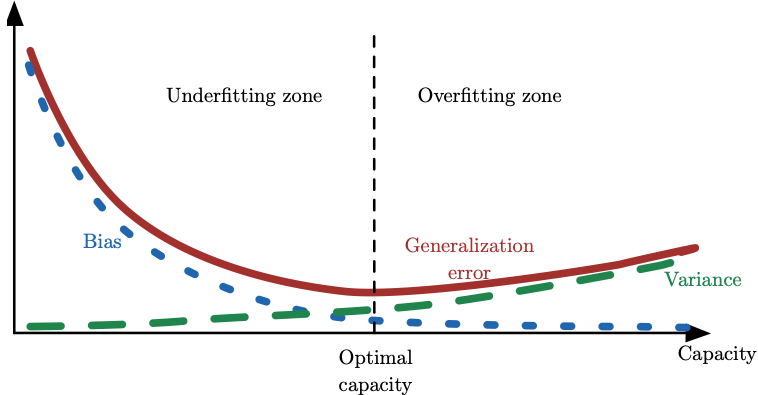 Underfitting zone
Overfitting zone
Bias
Generalization
error
Variance
Capacity
Optimal
capacity